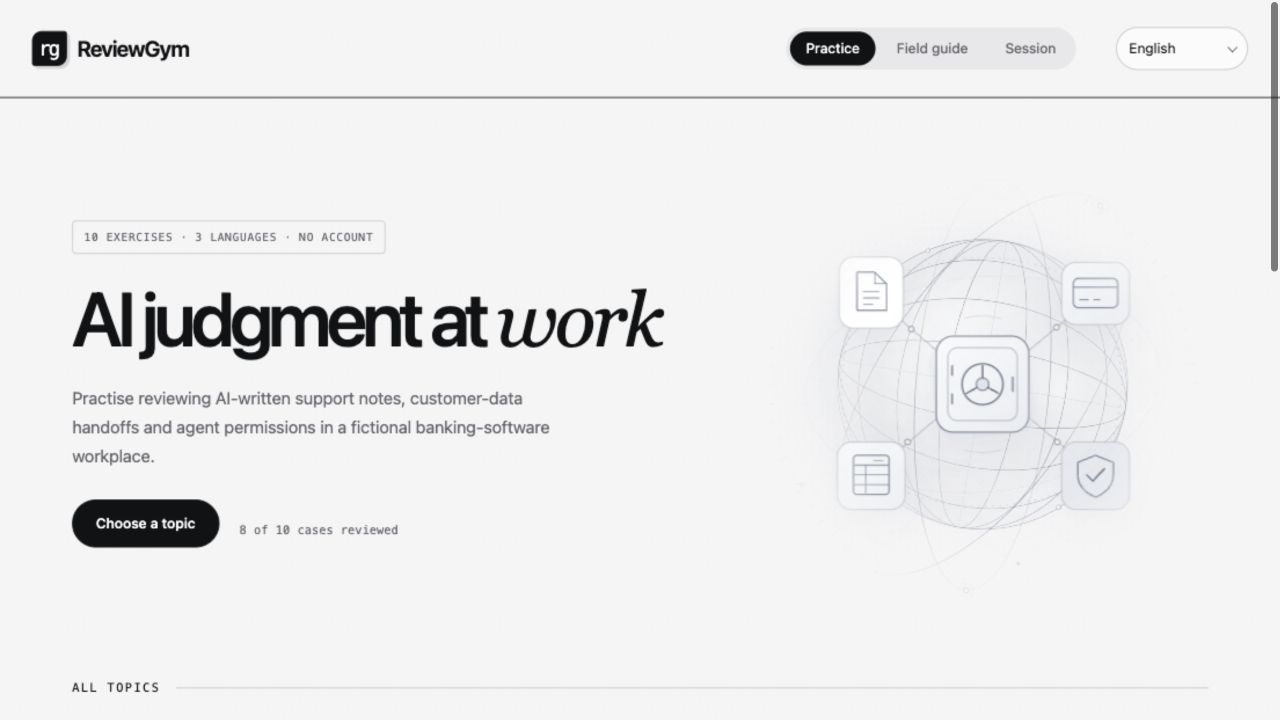 rg ReviewGym
Practice Field guide Session English
10 EXERCISES · 3 LANGUAGES · NO ACCOUNT
AI judgment at work
Practise reviewing AI-written support notes, customer-data
handoffs and agent permissions in a fictional banking-software
workplace.
Choose a topic
8 of 10 cases reviewed
ALL TOPICS